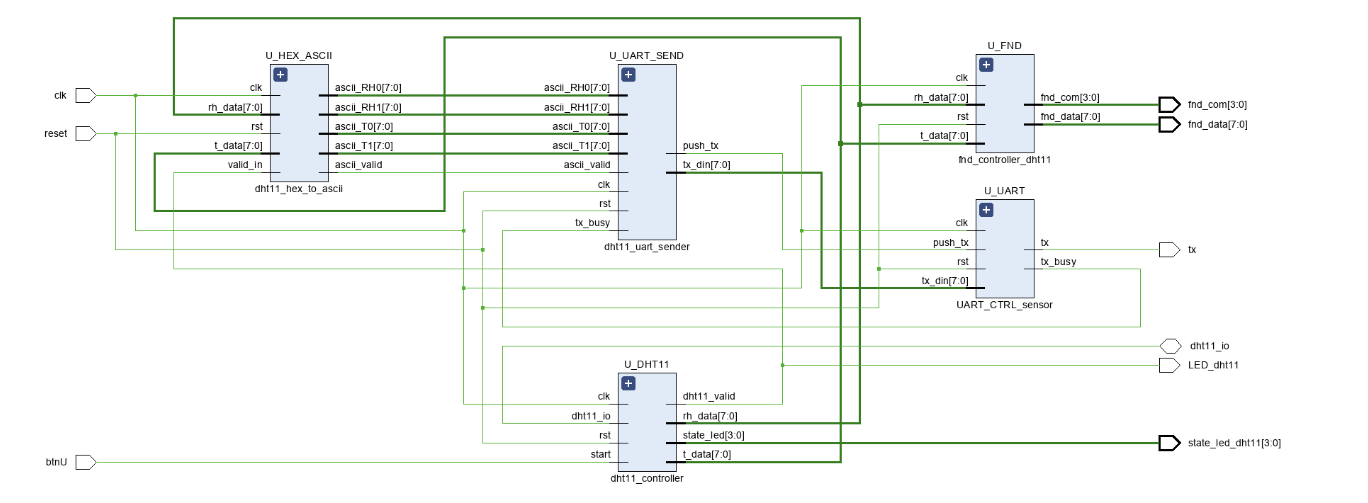 clk
reset
btnU
U_HEX_ASCII
clk
rh_data[7:0]
rst
t_data[7:0]
valid_in
ascii_RH0[7:0]
ascii_RH1[7:0]
ascii_T0[7:0]
ascii_T1[7:0]
ascii_valid
dht11_hex_to_ascii
U_UART_SEND
ascii_RH0[7:0]
ascii_RH1[7:0]
ascii_T0[7:0]
ascii_T1[7:0]
ascii_valid
clk
rst
tx_busy
push_tx
tx_din[7:0]
dht11_uart_sender
U_DHT11
clk
dht11_io
rst
start
dht11_valid
rh_data[7:0]
state_led[3:0]
t_data[7:0]
dht11_controller
U_FND
clk
rh_data[7:0]
rst
t_data[7:0]
fnd_com[3:0]
fnd_data[7:0]
fnd_controller_dht11
U_UART
clk
push_tx
rst
tx_din[7:0]
tx
tx_busy
UART_CTRL_sensor
fnd_com[3:0]
fnd_data[7:0]
tx
dht11_io
LED_dht11
state_led_dht11[3:0]